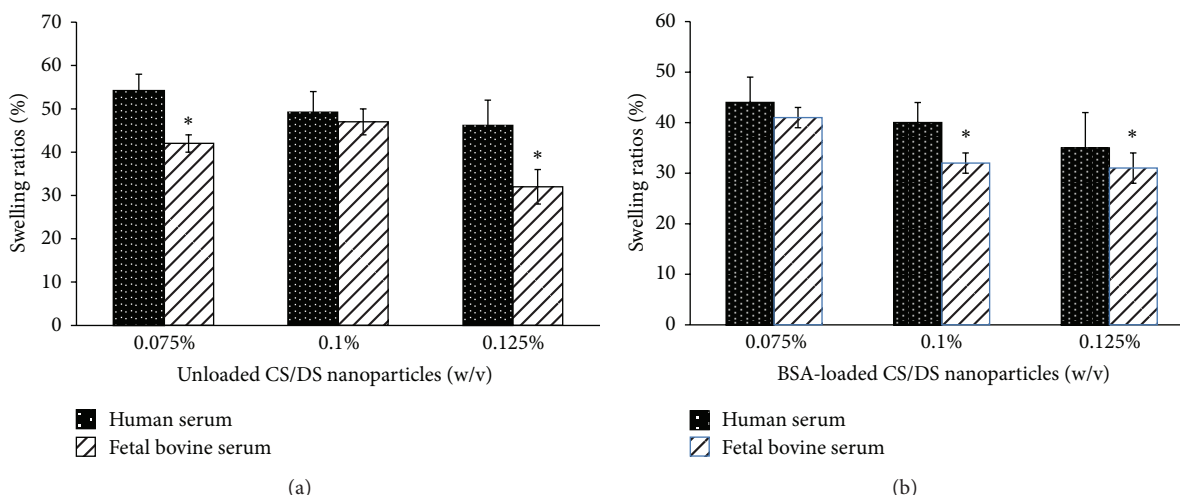 70
60
50
40
30
20
10
0
Swelling ratios (%)
*
*
0.075%
0.1%
0.125%
Unloaded CS/DS nanoparticles (w/v)
Human serum
Fetal bovine serum
(a)
60
50
40
30
20
10
0
Swelling ratios (%)
*
*
0.075%
0.1%
0.125%
BSA-loaded CS/DS nanoparticles (w/v)
Human serum
Fetal bovine serum
(b)